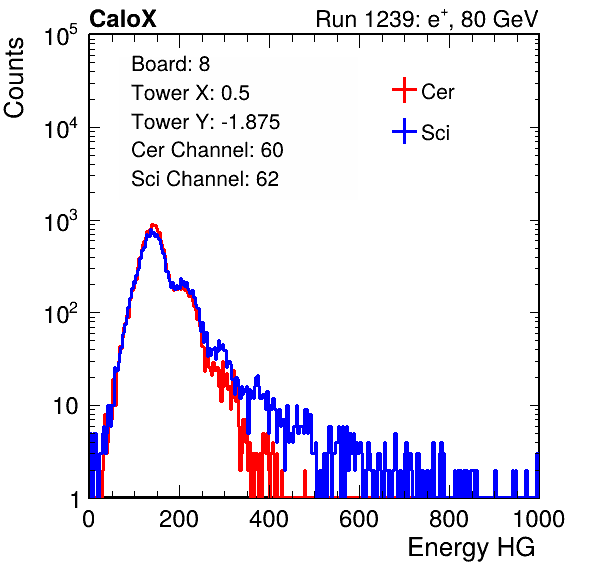 CaloX Run 1239: e⁺, 80 GeV
Counts
10⁵
10⁴
10³
10²
10
1
Board: 8
Tower X: 0.5
Tower Y: -1.875
Cer Channel: 60
Sci Channel: 62
Cer
Sci
0 200 400 600 800 1000
Energy HG